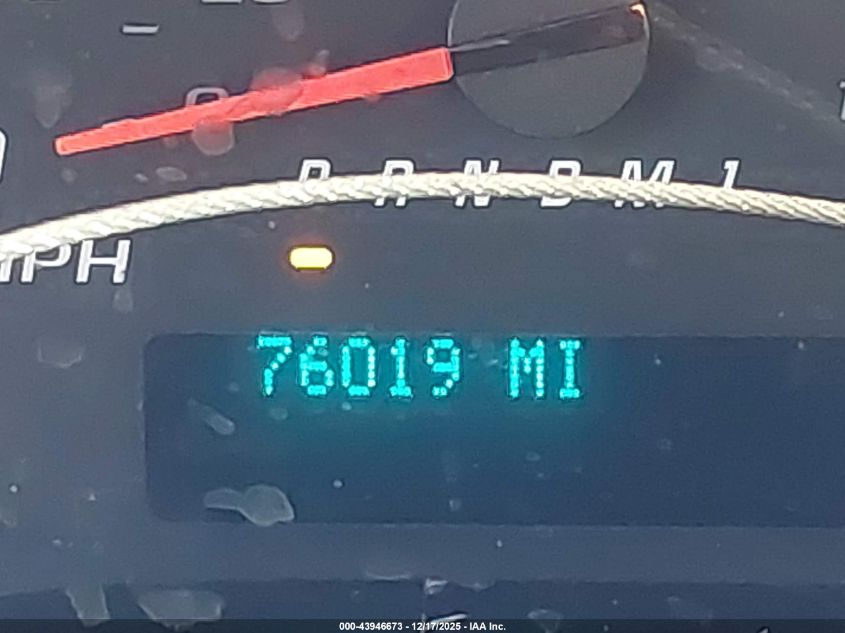 P R N D M 1
MPH
76019 MI
000-43946673 - 12/17/2025 - IAA Inc.